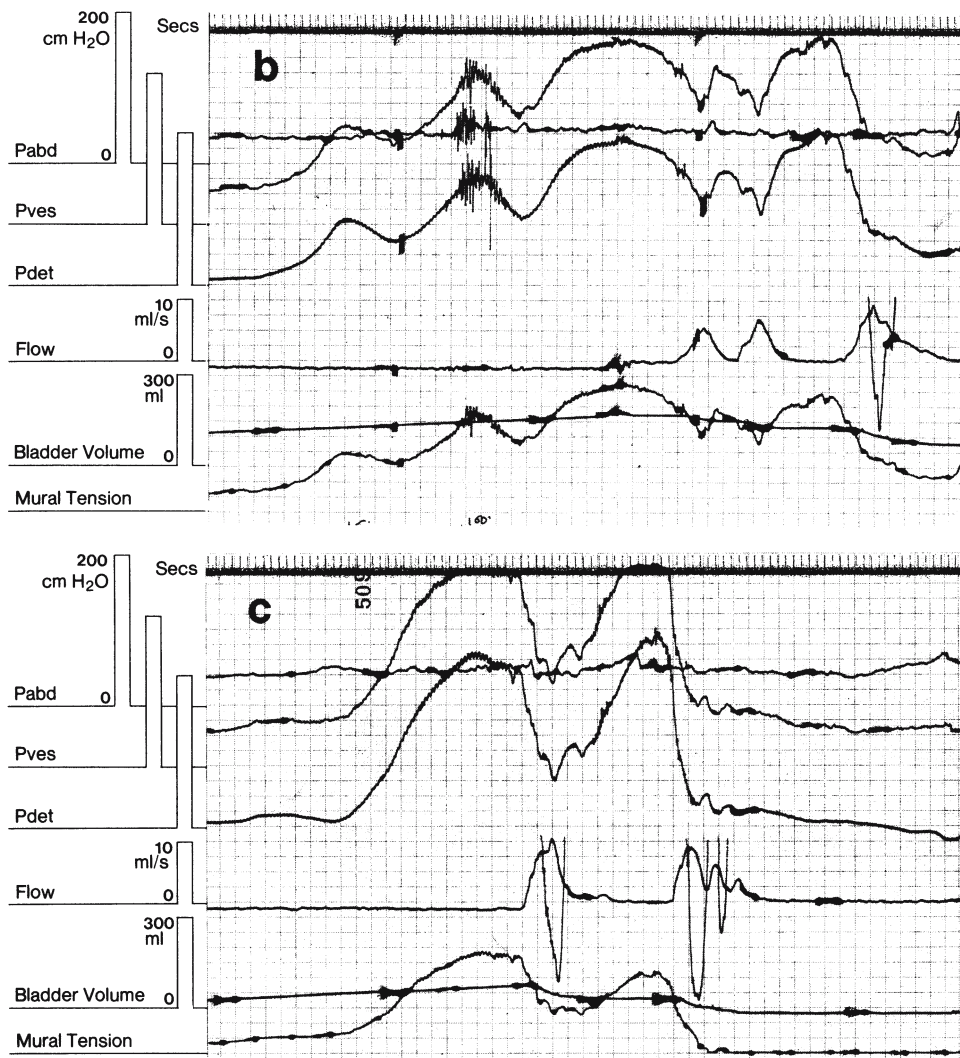 200
cm H₂O
Secs
b
Pabd
0
Pves
Pdet
10
ml/s
Flow
0
300
ml
Bladder Volume
0
Mural Tension
200
cm H₂O
Secs
509
c
Pabd
0
Pves
Pdet
10
ml/s
Flow
0
300
ml
Bladder Volume
0
Mural Tension